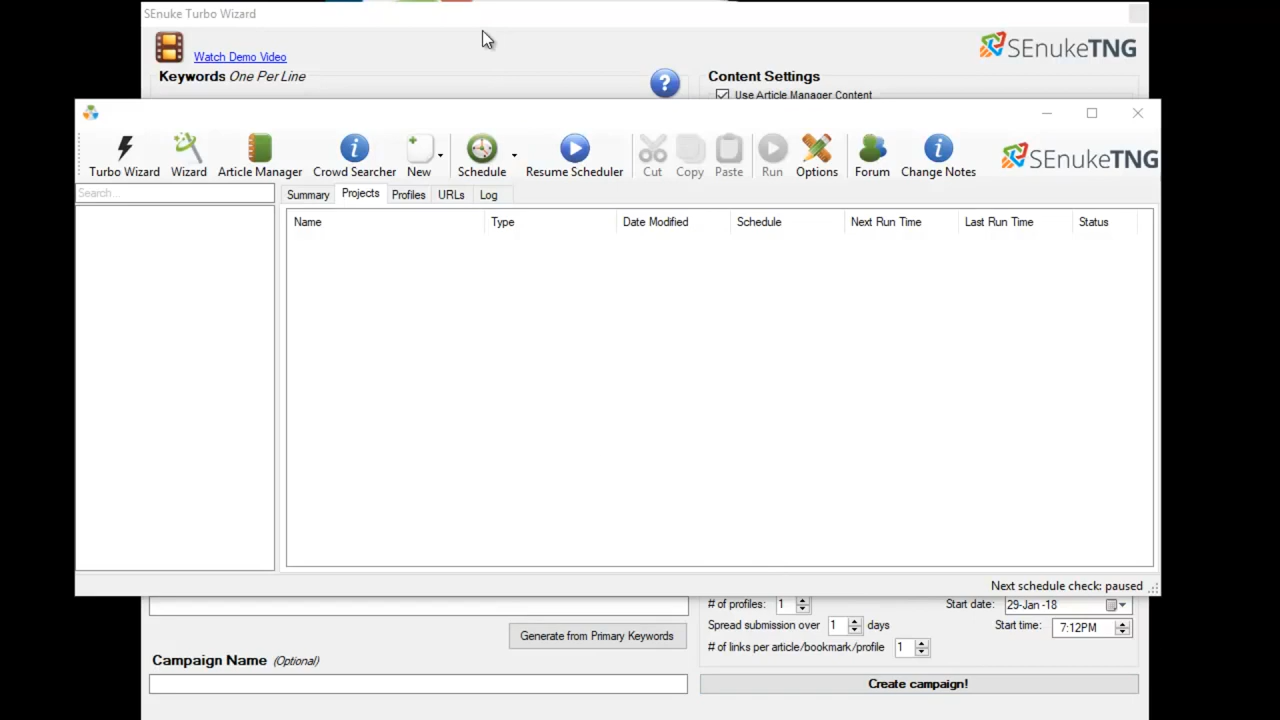 SEnuke Turbo Wizard
Watch Demo Video
SEnukeTNG
Keywords One Per Line
?
Content Settings
Use Article Manager Content
Turbo Wizard
Wizard
Article Manager
Crowd Searcher
New
Schedule
Resume Scheduler
Cut
Copy
Paste
Run
Options
Forum
Change Notes
SEnukeTNG
Search...
Summary
Projects
Profiles
URLs
Log
Name
Type
Date Modified
Schedule
Next Run Time
Last Run Time
Status
Next schedule check: paused
# of profiles: 1
Start date: 29-Jan -18
Spread submission over 1 days
Start time: 7:12PM
Generate from Primary Keywords
# of links per article/bookmark/profile 1
Campaign Name (Optional)
Create campaign!